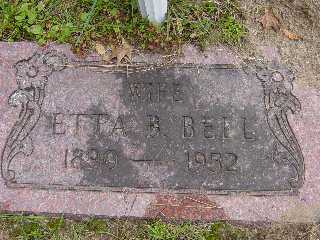 WIFE
ETTA B. BELL
1890 — 1952